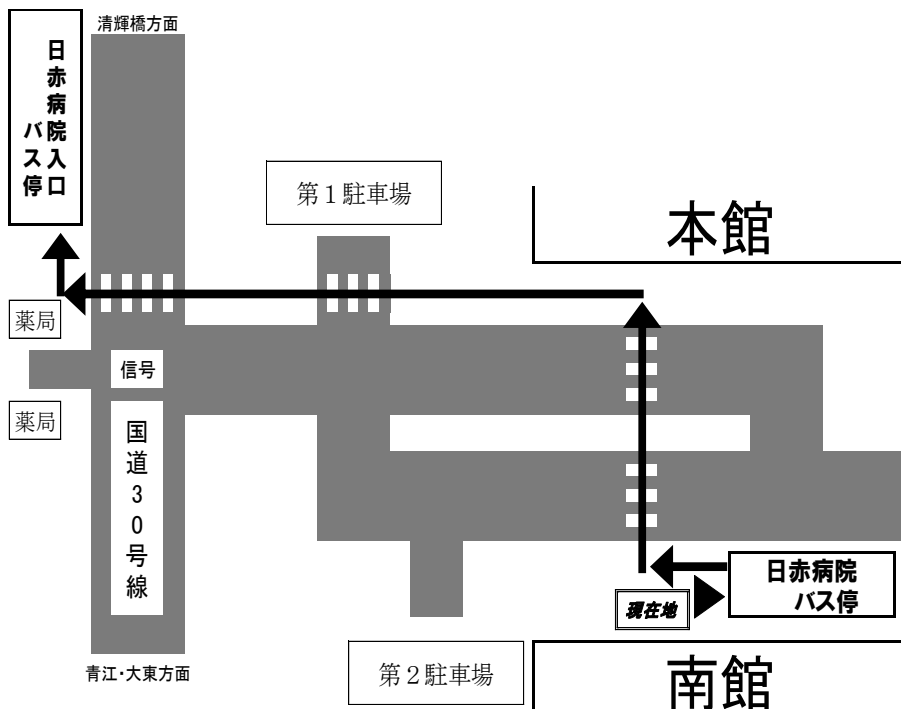 清輝橋方面
日赤病院入口
バス停
第１駐車場
本館
薬局
信号
薬局
国道３０号線
日赤病院
バス停
現在地
青江・大東方面
第２駐車場
南館